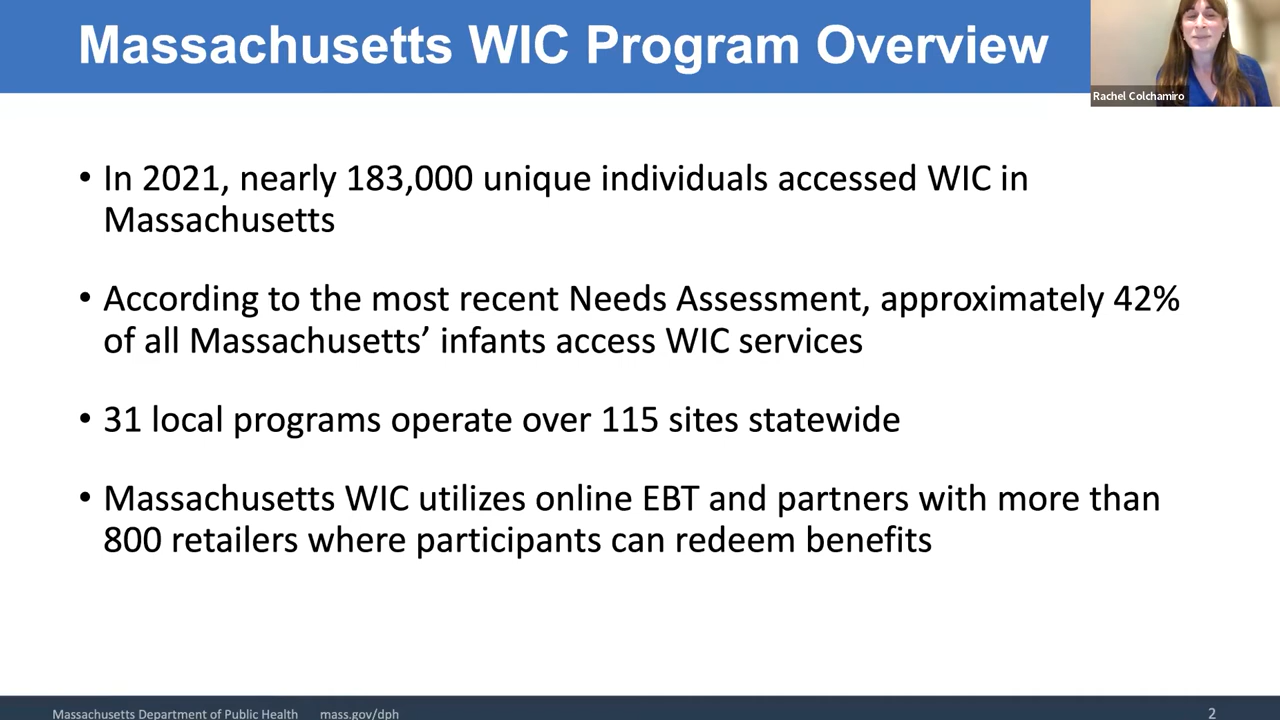 Massachusetts WIC Program Overview
Rachel Colchamiro
• In 2021, nearly 183,000 unique individuals accessed WIC in
Massachusetts
• According to the most recent Needs Assessment, approximately 42%
of all Massachusetts’ infants access WIC services
• 31 local programs operate over 115 sites statewide
• Massachusetts WIC utilizes online EBT and partners with more than
800 retailers where participants can redeem benefits
Massachusetts Department of Public Health mass.gov/dph 2